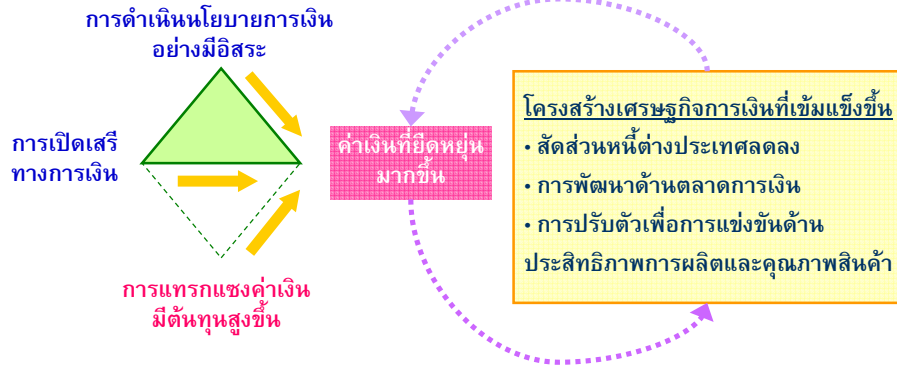 การดำเนินนโยบายการเงิน
อย่างมีอิสระ
การเปิดเสรี
ทางการเงิน
ค่าเงินที่ยืดหยุ่น
มากขึ้น
การแทรกแซงค่าเงิน
มีต้นทุนสูงขึ้น
โครงสร้างเศรษฐกิจการเงินที่เข้มแข็งขึ้น
• สัดส่วนหนี้ต่างประเทศลดลง
• การพัฒนาด้านตลาดการเงิน
• การปรับตัวเพื่อการแข่งขันด้าน
ประสิทธิภาพการผลิตและคุณภาพสินค้า